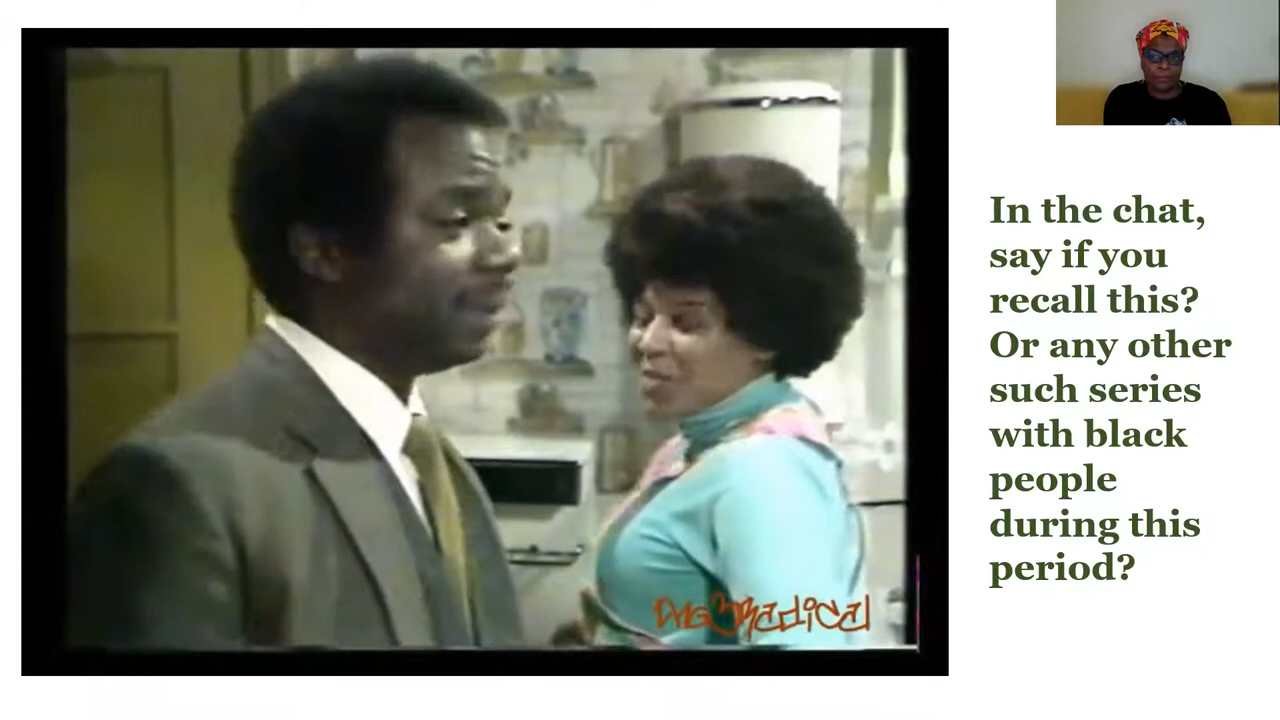 In the chat,
say if you
recall this?
Or any other
such series
with black
people
during this
period?